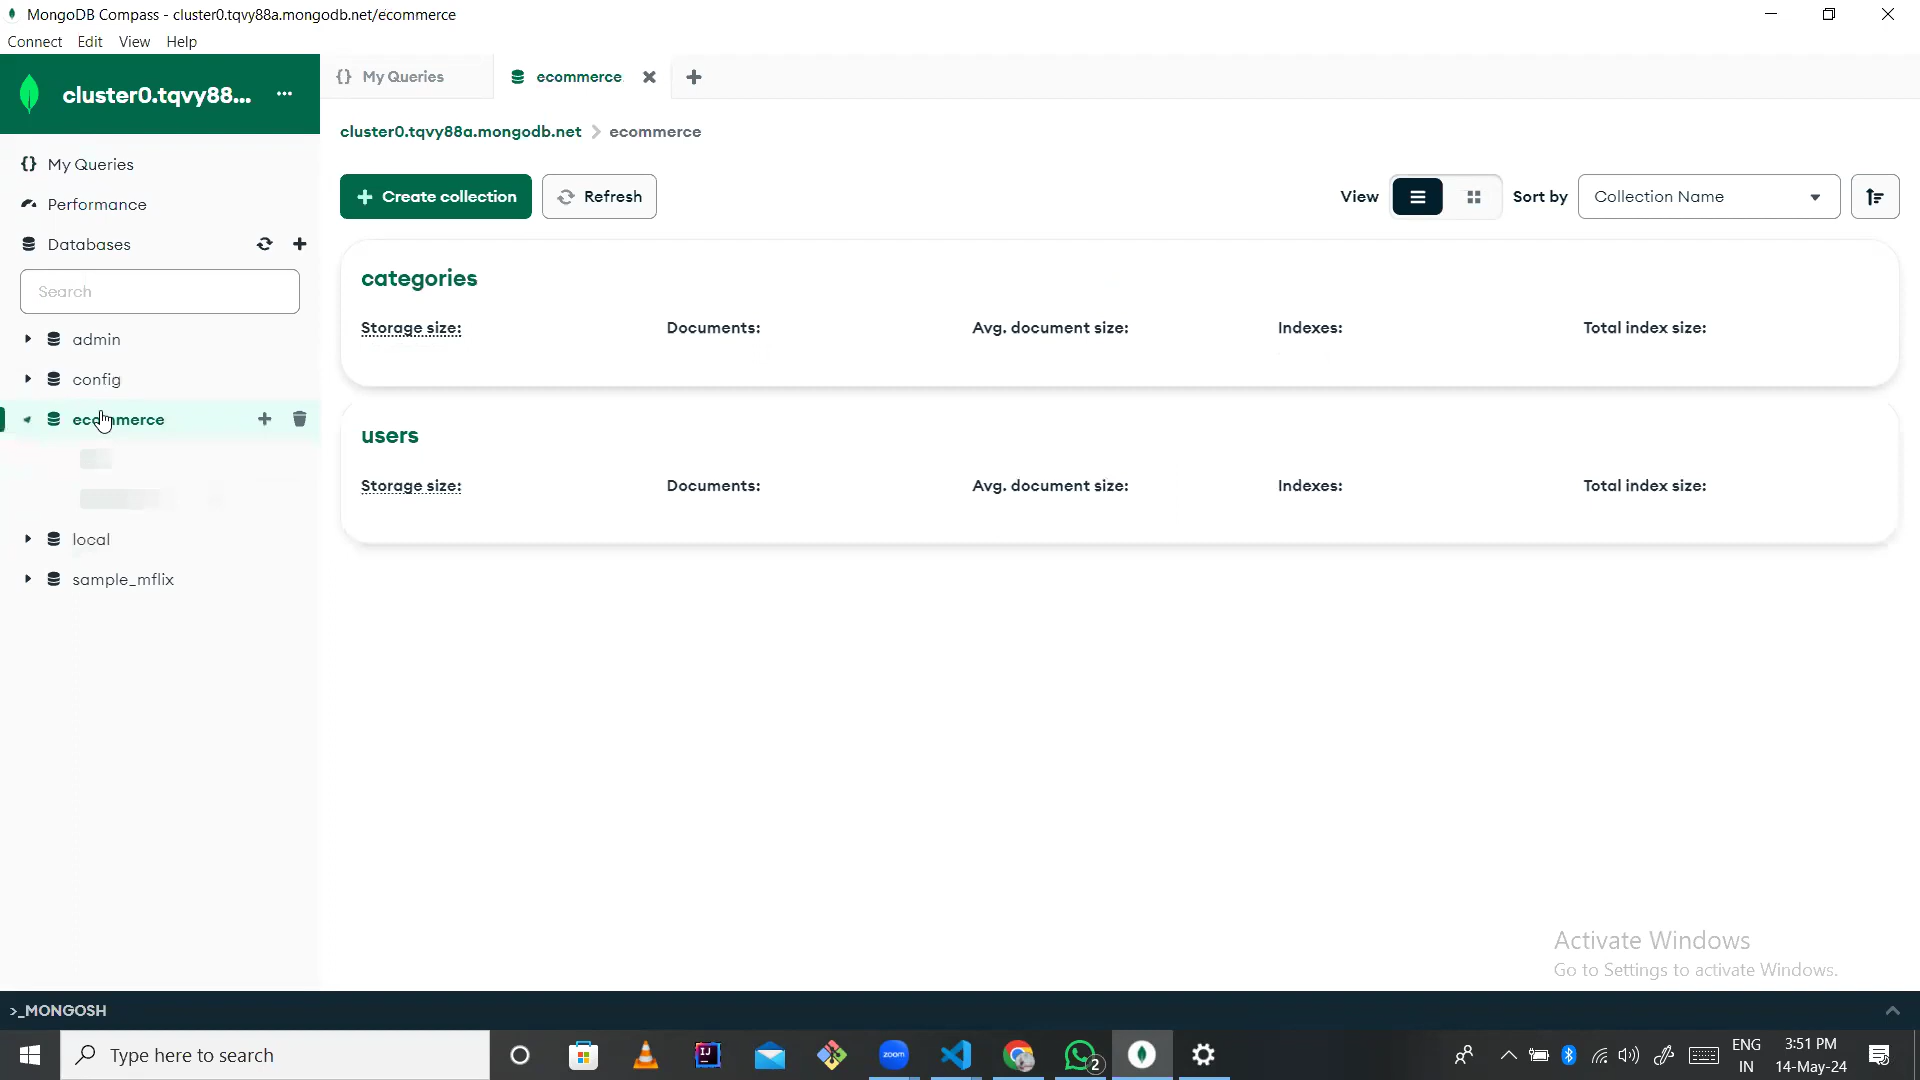 MongoDB Compass - cluster0.tqvy88a.mongodb.net/ecommerce
Connect Edit View Help
cluster0.tqvy88... ...
{} My Queries
ecommerce
cluster0.tqvy88a.mongodb.net > ecommerce
{} My Queries
Performance
Databases
Search
admin
config
ecommerce
local
sample_mflix
+ Create collection
Refresh
View
Sort by
Collection Name
categories
Storage size: Documents: Avg. document size: Indexes: Total index size:
users
Storage size: Documents: Avg. document size: Indexes: Total index size:
Activate Windows
Go to Settings to activate Windows.
>_MONGOSH
Type here to search
IJ
zoom
2
ENG
IN
3:51 PM
14-May-24